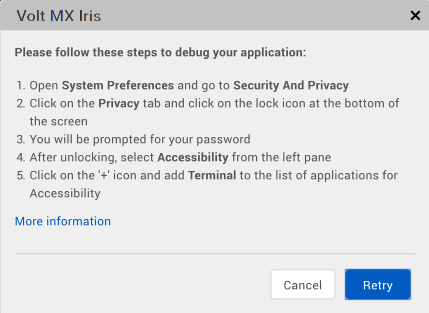 Volt MX Iris
Please follow these steps to debug your application:
1. Open System Preferences and go to Security And Privacy
2. Click on the Privacy tab and click on the lock icon at the bottom of
the screen
3. You will be prompted for your password
4. After unlocking, select Accessibility from the left pane
5. Click on the '+' icon and add Terminal to the list of applications for
Accessibility
More information
Cancel
Retry